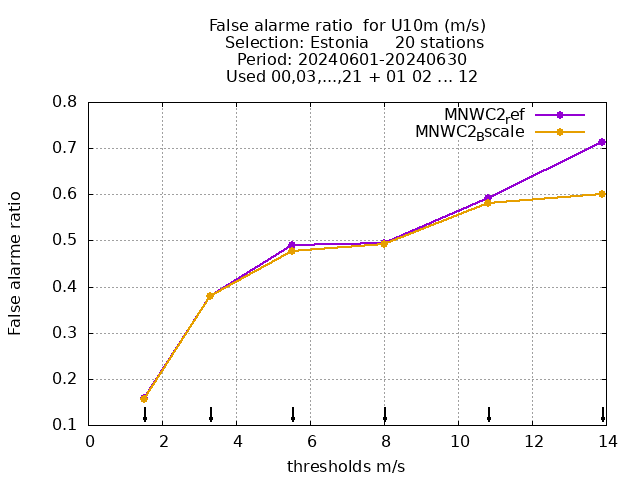 False alarme ratio  for U10m (m/s)
Selection: Estonia     20 stations
Period: 20240601-20240630
Used 00,03,...,21 + 01 02 ... 12
MNWC2ref
MNWC2Bscale
False alarme ratio
0.8
0.7
0.6
0.5
0.4
0.3
0.2
0.1
0 2 4 6 8 10 12 14
thresholds m/s